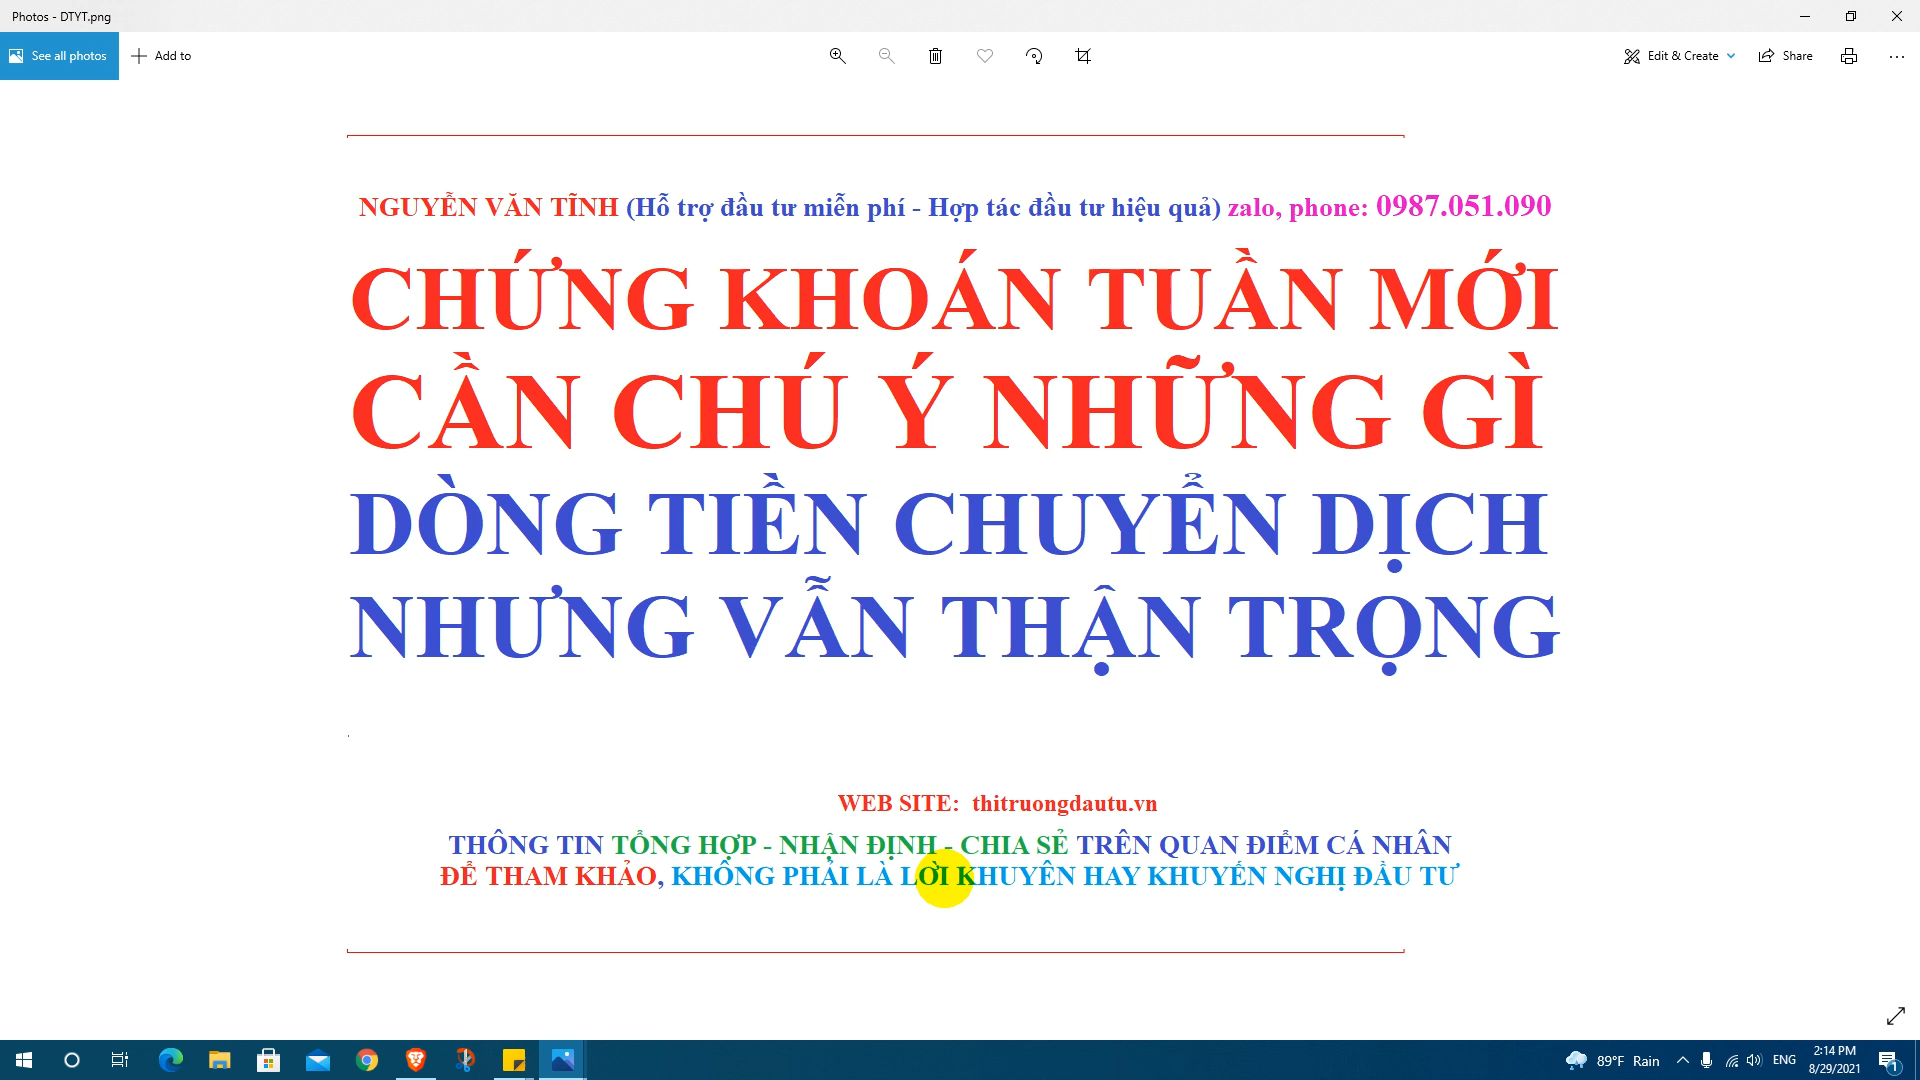 Photos - DTYT.png
See all photos
Add to
Edit & Create
Share
NGUYỄN VĂN TĨNH (Hỗ trợ đầu tư miễn phí - Hợp tác đầu tư hiệu quả) zalo, phone: 0987.051.090
CHỨNG KHOÁN TUẦN MỚI
CẦN CHÚ Ý NHỮNG GÌ
DÒNG TIỀN CHUYỂN DỊCH
NHƯNG VẪN THẬN TRỌNG
WEB SITE: thitruongdautu.vn
THÔNG TIN TỔNG HỢP - NHẬN ĐỊNH - CHIA SẺ TRÊN QUAN ĐIỂM CÁ NHÂN
ĐỂ THAM KHẢO, KHÔNG PHẢI LÀ LỜI KHUYÊN HAY KHUYẾN NGHỊ ĐẦU TƯ
89°F Rain
ENG
2:14 PM
8/29/2021
1